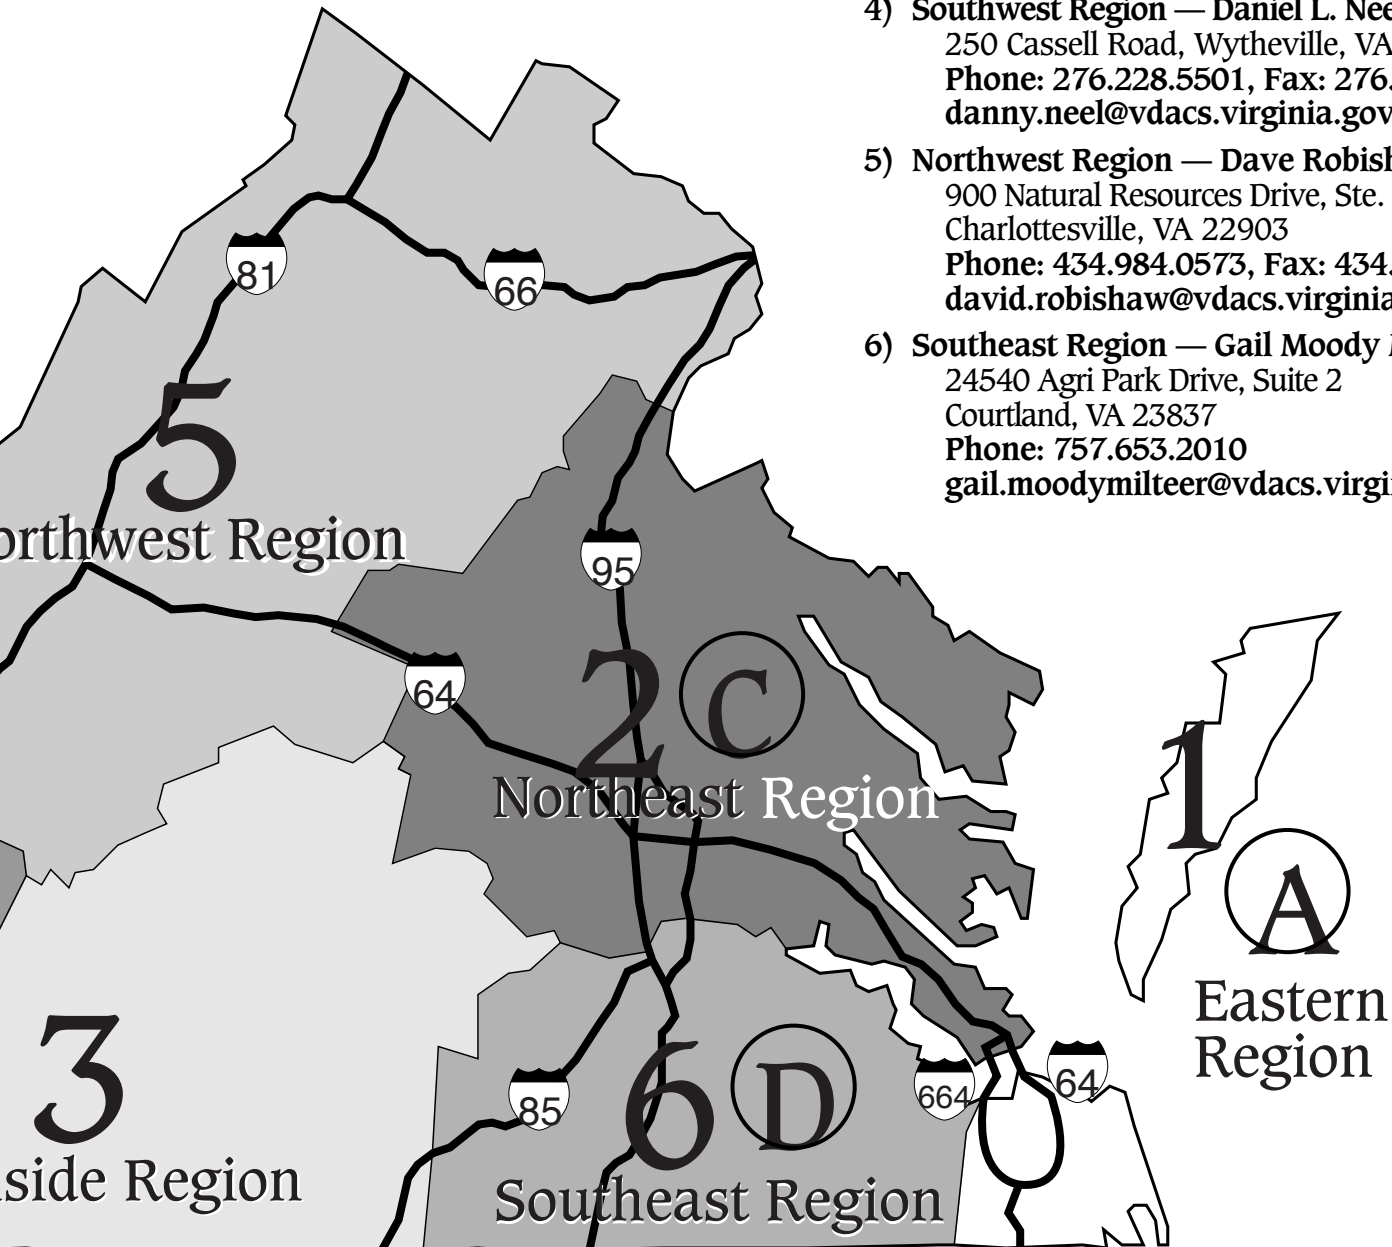 4) Southwest Region — Daniel L.
250 Cassell Road, Wytheville, VA
Phone: 276.228.5501, Fax: 276.
danny.neel@vdacs.virginia.gov
5) Northwest Region — Dave
900 Natural Resources Drive, Ste.
Charlottesville, VA 22903
Phone: 434.984.0573, Fax: 434.
david.robishaw@vdacs.virginia
6) Southeast Region — Gail Moody
24540 Agri Park Drive, Suite 2
Courtland, VA 23837
Phone: 757.653.2010
gail.moodymilteer@vdacs.virgi
81
66
5
orthwest Region
95
64
2 C
Northeast Region
1
A
Eastern
Region
3
side Region
85
6 D
664
64
Southeast Region